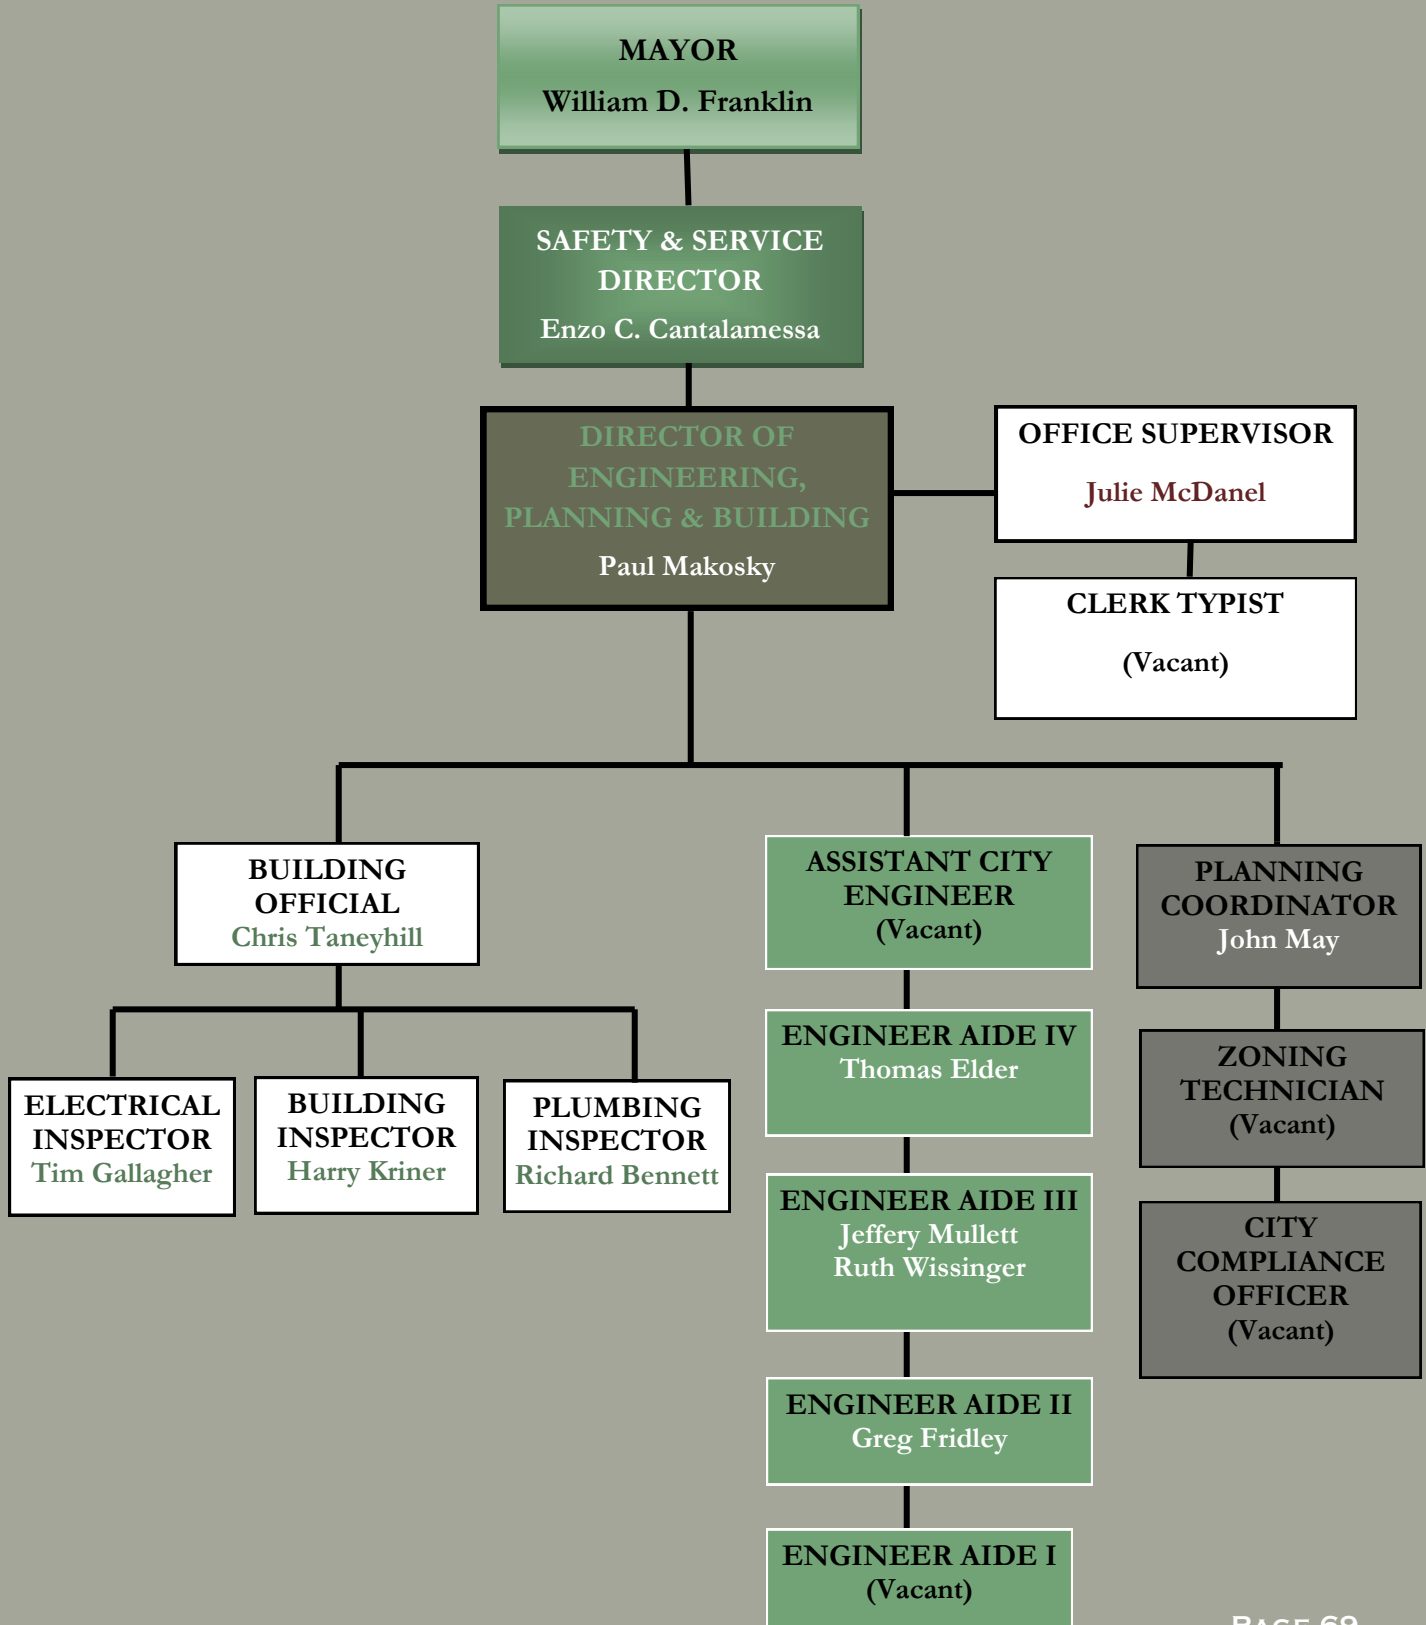 MAYOR
William D. Franklin
SAFETY & SERVICE
DIRECTOR
Enzo C. Cantalamessa
DIRECTOR OF
ENGINEERING,
PLANNING & BUILDING
Paul Makosky
OFFICE SUPERVISOR
Julie McDanel
CLERK TYPIST
(Vacant)
BUILDING
OFFICIAL
Chris Taneyhill
ELECTRICAL
INSPECTOR
Tim Gallagher
BUILDING
INSPECTOR
Harry Kriner
PLUMBING
INSPECTOR
Richard Bennett
ASSISTANT CITY
ENGINEER
(Vacant)
ENGINEER AIDE IV
Thomas Elder
ENGINEER AIDE III
Jeffery Mullett
Ruth Wissinger
ENGINEER AIDE II
Greg Fridley
ENGINEER AIDE I
(Vacant)
PLANNING
COORDINATOR
John May
ZONING
TECHNICIAN
(Vacant)
CITY
COMPLIANCE
OFFICER
(Vacant)
PAGE